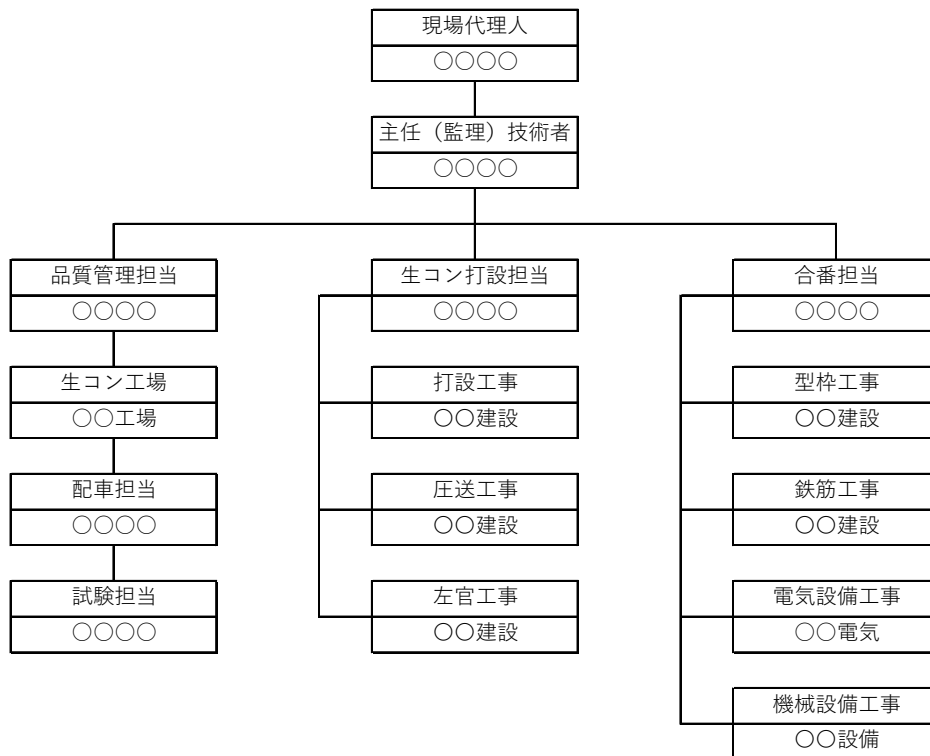 現場代理人
○○○○
主任（監理）技術者
○○○○
品質管理担当
○○○○
生コン工場
○○工場
配車担当
○○○○
試験担当
○○○○
生コン打設担当
○○○○
打設工事
○○建設
圧送工事
○○建設
左官工事
○○建設
合番担当
○○○○
型枠工事
○○建設
鉄筋工事
○○建設
電気設備工事
○○電気
機械設備工事
○○設備